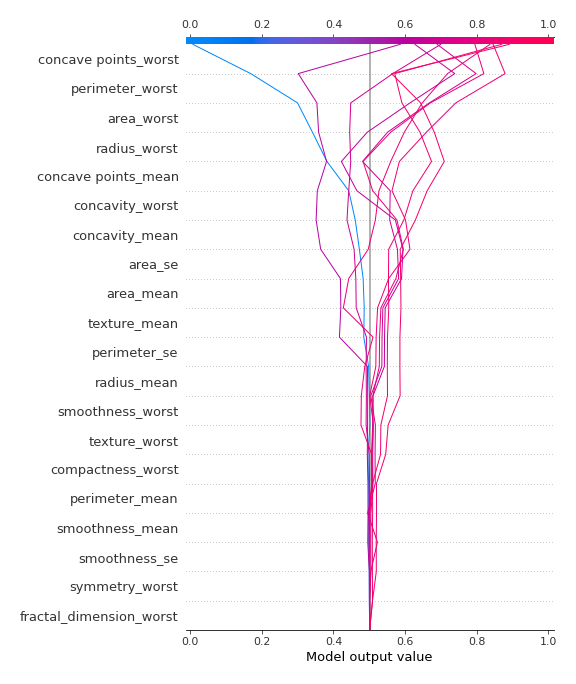 0.0 0.2 0.4 0.6 0.8 1.0
concave points_worst
perimeter_worst
area_worst
radius_worst
concave points_mean
concavity_worst
concavity_mean
area_se
area_mean
texture_mean
perimeter_se
radius_mean
smoothness_worst
texture_worst
compactness_worst
perimeter_mean
smoothness_mean
smoothness_se
symmetry_worst
fractal_dimension_worst
0.0 0.2 0.4 0.6 0.8 1.0
Model output value